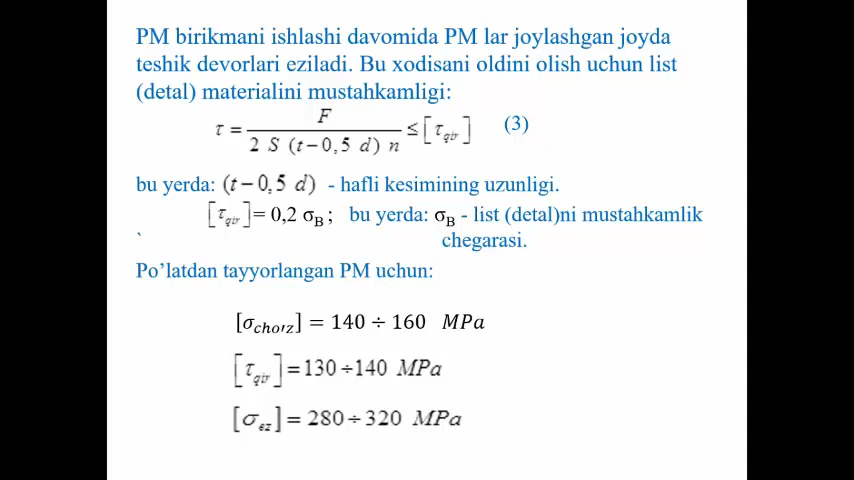 PM birikmani ishlashi davomida PM lar joylashgan joyda
teshik devorlari eziladi. Bu xodisani oldini olish uchun list
(detal) materialini mustahkamligi:
τ = F / (2 S (t−0,5 d) n) ≤ [τqir] (3)
bu yerda: (t−0,5 d) - hafli kesimining uzunligi.
[τqir]= 0,2 σB ; bu yerda: σB - list (detal)ni mustahkamlik
` chegarasi.
Po’latdan tayyorlangan PM uchun:
[σcho′z] = 140 ÷ 160 MPa
[τqir] = 130 ÷140 MPa
[σez] = 280 ÷ 320 MPa